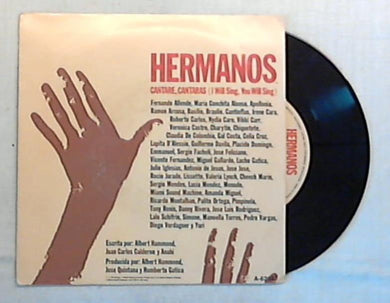 HERMANOS
CANTARE, CANTARAS (I Will Sing, You Will Sing)
Fernando Allende, María Conchita Alonso, Apollonia,
Ramon Arcusa, Basilio, Braulio, Cantinflas, Irene Cara,
Roberto Carlos, Nydia Caro, Vikki Carr,
Veronica Castro, Charytin, Chiquetete,
Claudia De Colombia, Gal Costa, Celia Cruz,
Lupita D'Alessio, Guillermo Davila, Placido Domingo,
Emmanuel, Sergio Fachelli, Jose Feliciano,
Vicente Fernandez, Miguel Gallardo, Lucho Gatica,
Julio Iglesias, Antonio de Jesus, Jose Jose,
Rocio Jurado, Lissette, Valeria Lynch, Cheech Marin,
Sergio Mendes, Lucia Mendez, Menudo,
Miami Sound Machine, Amanda Miguel,
Ricardo Montalban, Palito Ortega, Pimpinela,
Tony Renis, Danny Rivera, Jose Luis Rodriguez,
Lalo Schifrin, Simone, Manoella Torres, Pedro Vargas,
Diego Verdaguer y Yuri
Escrita por: Albert Hammond,
Juan Carlos Calderon y Anahi
Producida por: Albert Hammond,
Jose Quintana y Humberto Gatica
HERMANOS